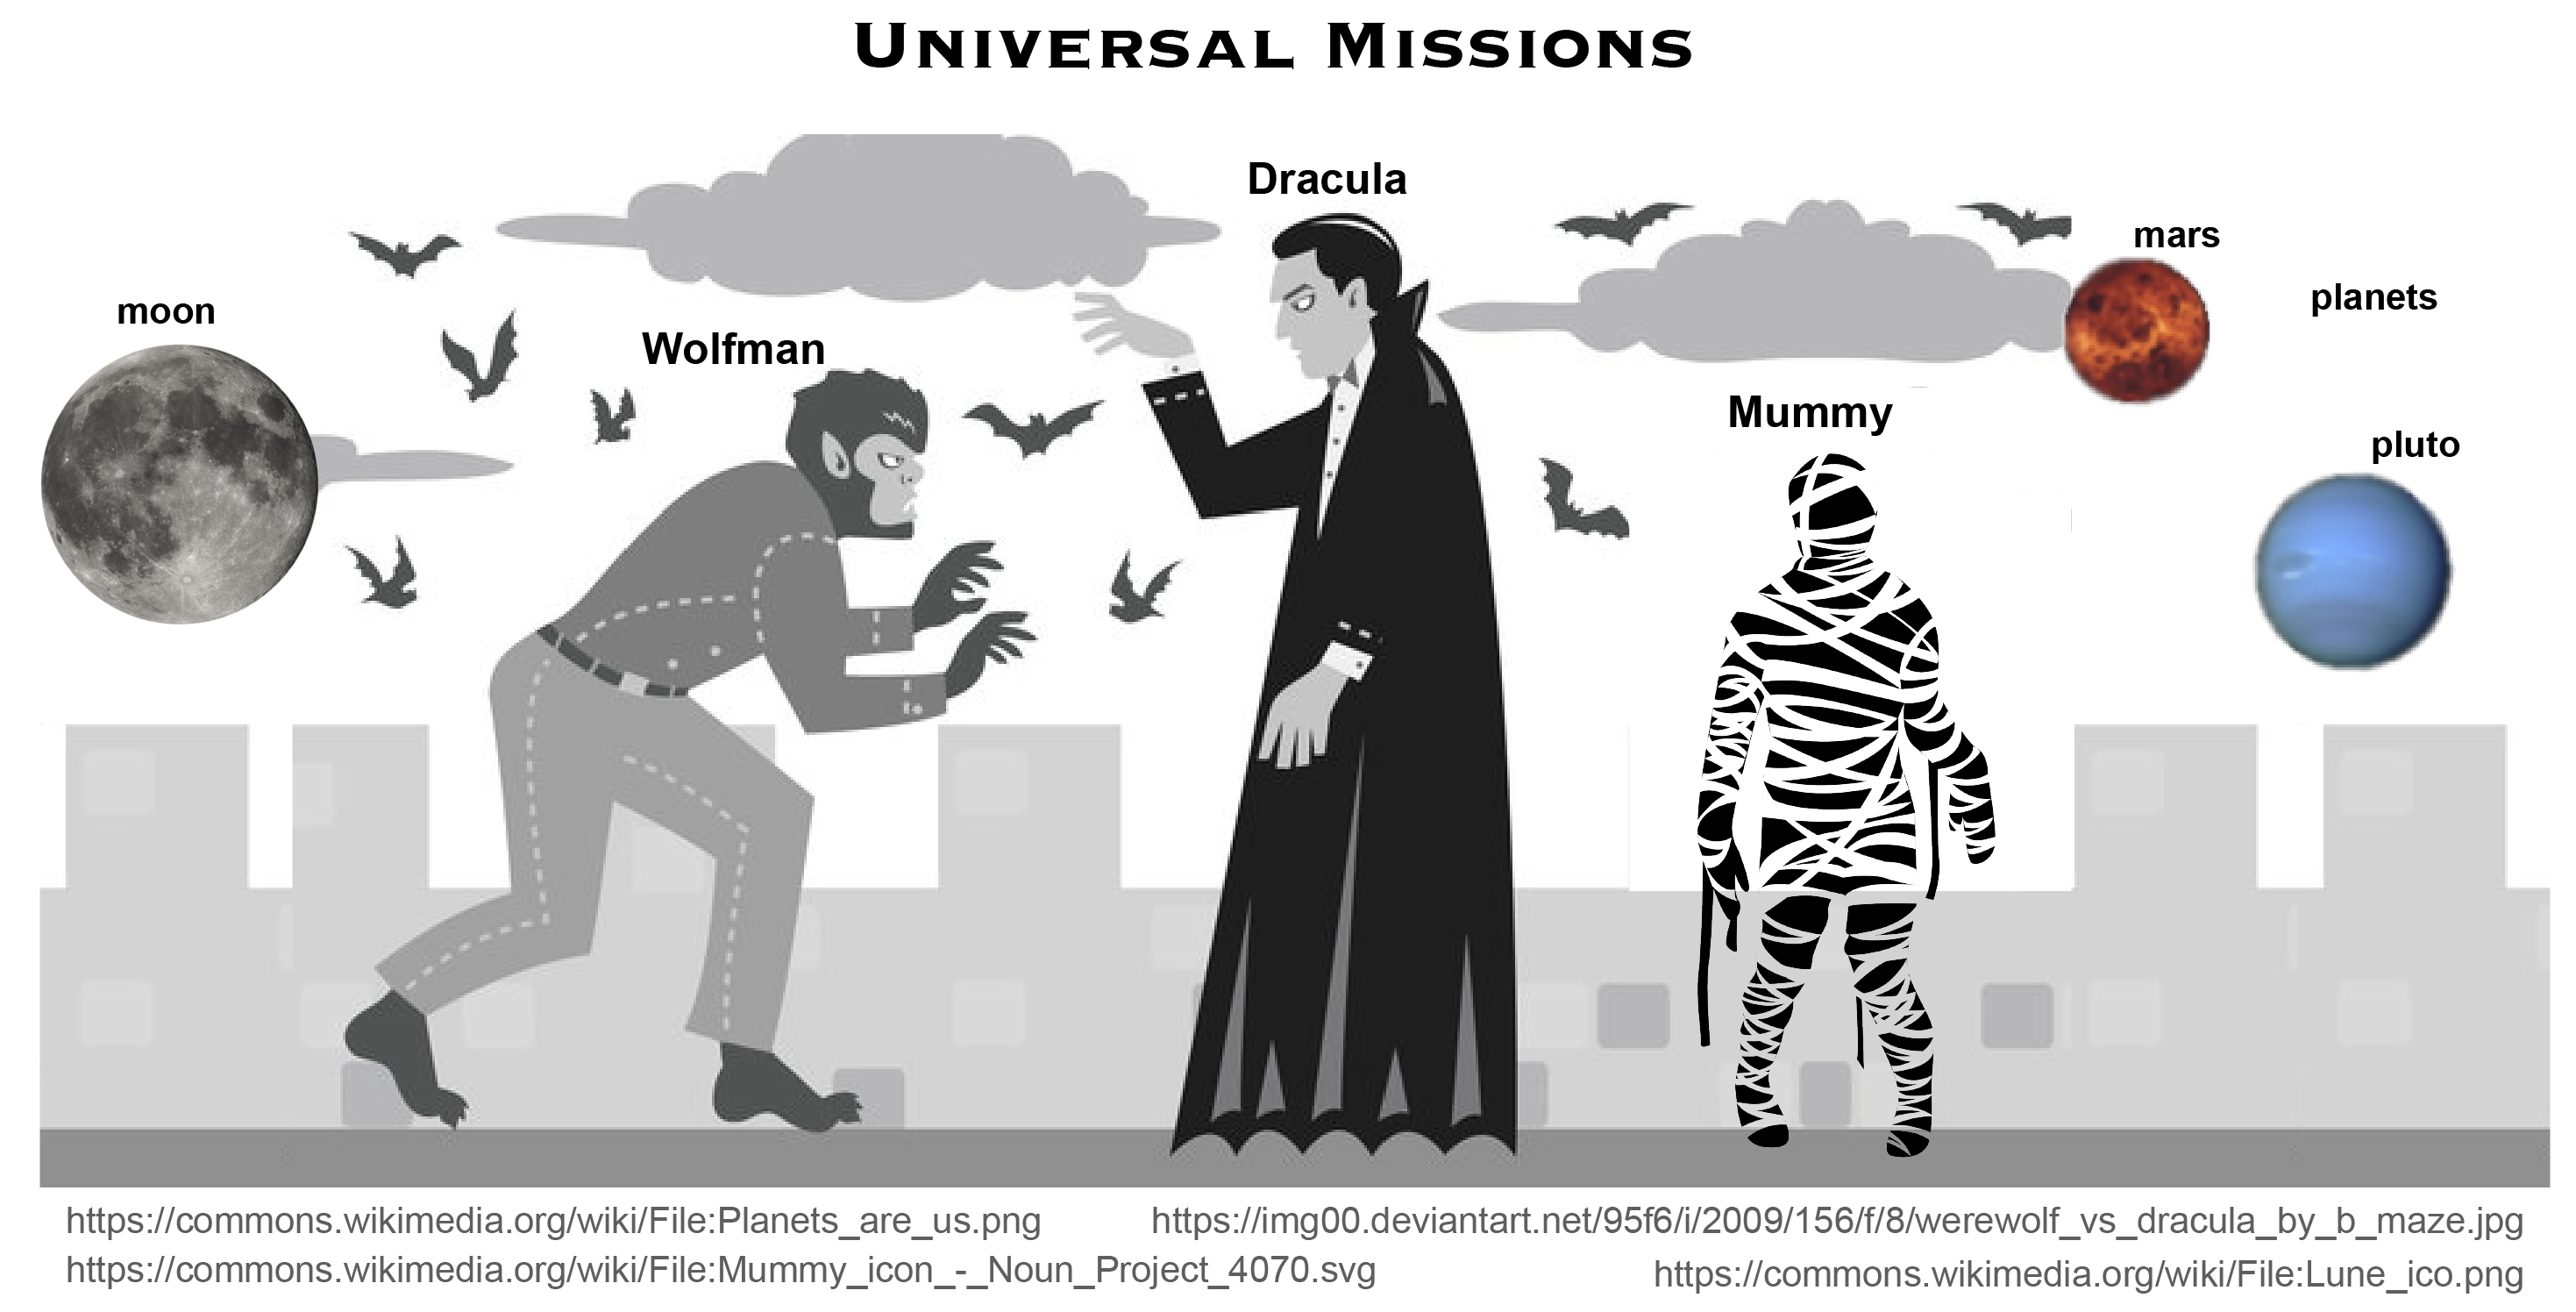 UNIVERSAL MISSIONS
Dracula
mars
planets
moon
Wolfman
Mummy
pluto
https://commons.wikimedia.org/wiki/File:Planets_are_us.png
https://img00.deviantart.net/95f6/i/2009/156/f/8/werewolf_vs_dracula_by_b_maze.jpg
https://commons.wikimedia.org/wiki/File:Mummy_icon_-_Noun_Project_4070.svg
https://commons.wikimedia.org/wiki/File:Lune_ico.png